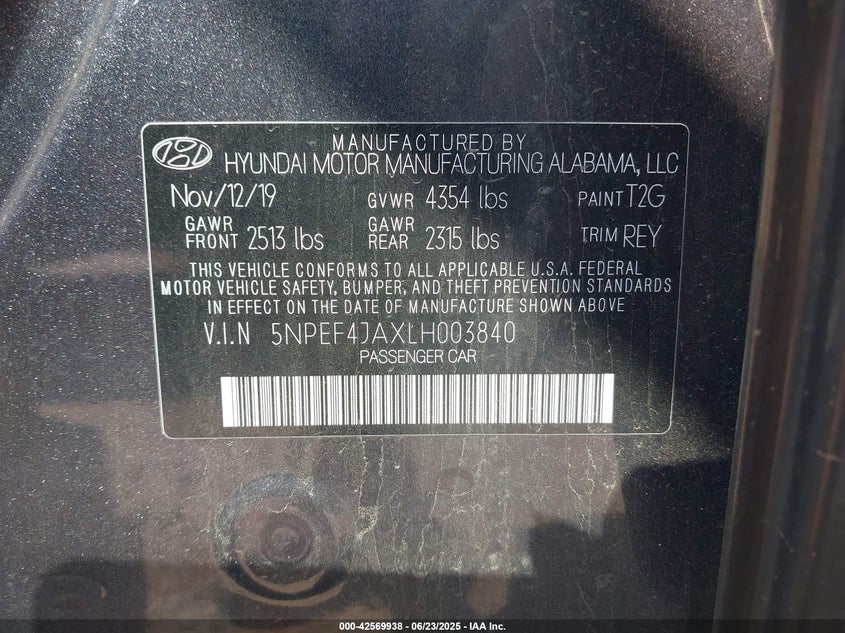 MANUFACTURED BY
HYUNDAI MOTOR MANUFACTURING ALABAMA, LLC
Nov/12/19 GVWR 4354 lbs PAINT T2G
GAWR FRONT 2513 lbs GAWR REAR 2315 lbs TRIM REY
THIS VEHICLE CONFORMS TO ALL APPLICABLE U.S.A. FEDERAL
MOTOR VEHICLE SAFETY, BUMPER, AND THEFT PREVENTION STANDARDS
IN EFFECT ON THE DATE OF MANUFACTURE SHOWN ABOVE
V.I.N 5NPEF4JAXLH003840
PASSENGER CAR
000-42569938 - 06/23/2025 - IAA Inc.